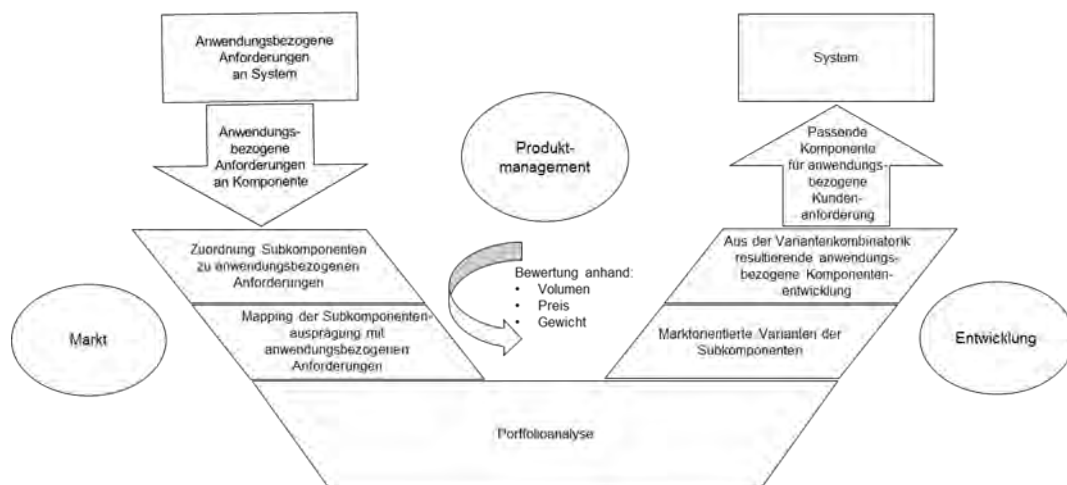 Anwendungsbezogene
Anforderungen
an System
Anwendungs-
bezogene
Anforderungen
an Komponente
Zuordnung Subkomponenten
zu anwendungsbezogenen
Anforderungen
Mapping der Subkomponenten-
ausprägung mit
anwendungsbezogenen
Anforderungen
Markt
Produkt-
management
Bewertung anhand:
• Volumen
• Preis
• Gewicht
Portfolioanalyse
System
Passende
Komponente
für anwendungs-
bezogene
Kunden-
anforderung
Aus der Variantenkombinatorik
resultierende anwendungs-
bezogene Komponenten-
entwicklung
Marktorientierte Varianten der
Subkomponenten
Entwicklung